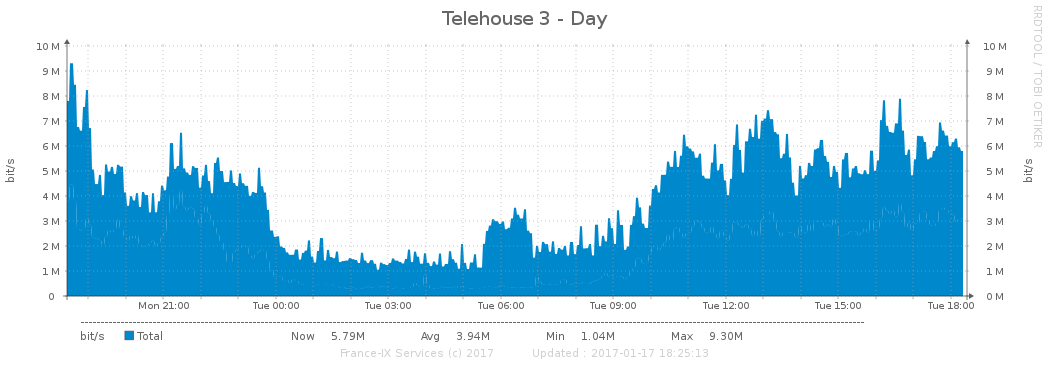 Telehouse 3 - Day
RRDTOOL / TOBI OETIKER
bit/s
10 M 10 M
9 M 9 M
8 M 8 M
7 M 7 M
6 M 6 M
5 M 5 M
4 M 4 M
3 M 3 M
2 M 2 M
1 M 1 M
0 0 M
bit/s
Mon 21:00 Tue 00:00 Tue 03:00 Tue 06:00 Tue 09:00 Tue 12:00 Tue 15:00 Tue 18:00
bit/s Total Now 5.79M Avg 3.94M Min 1.04M Max 9.30M
France-IX Services (c) 2017 Updated : 2017-01-17 18:25:13